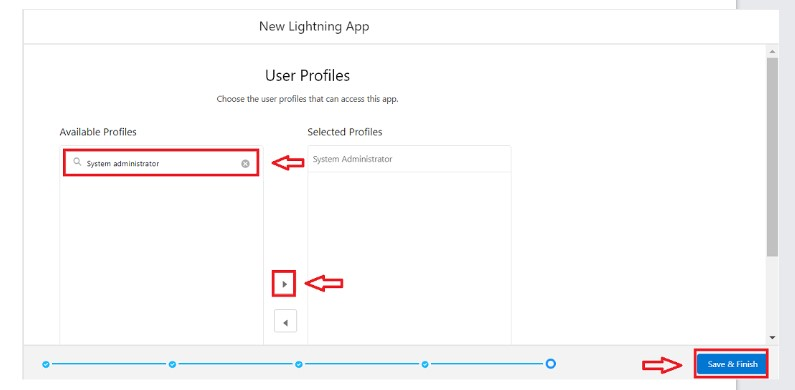 New Lightning App
User Profiles
Choose the user profiles that can access this app.
Available Profiles
Selected Profiles
System administrator
System Administrator
Save & Finish